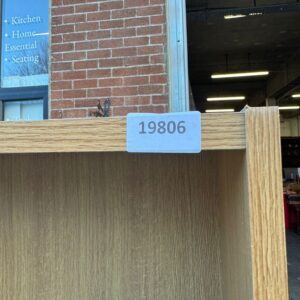 · Kitchen
· Home
Essential
· Seating
19806